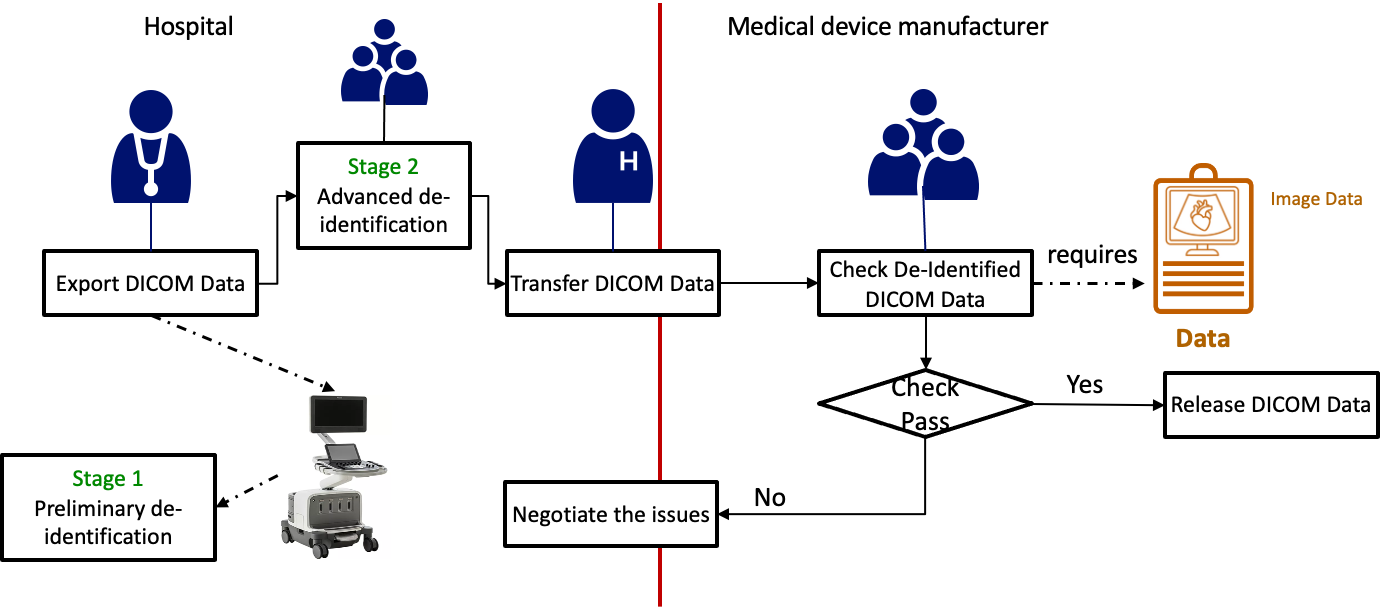 Hospital
Medical device manufacturer
Stage 2
Advanced de-
identification
H
Image Data
Export DICOM Data
Transfer DICOM Data
Check De-Identified
DICOM Data
requires
Data
Check
Pass
Yes
Release DICOM Data
Stage 1
Preliminary de-
identification
Negotiate the issues
No